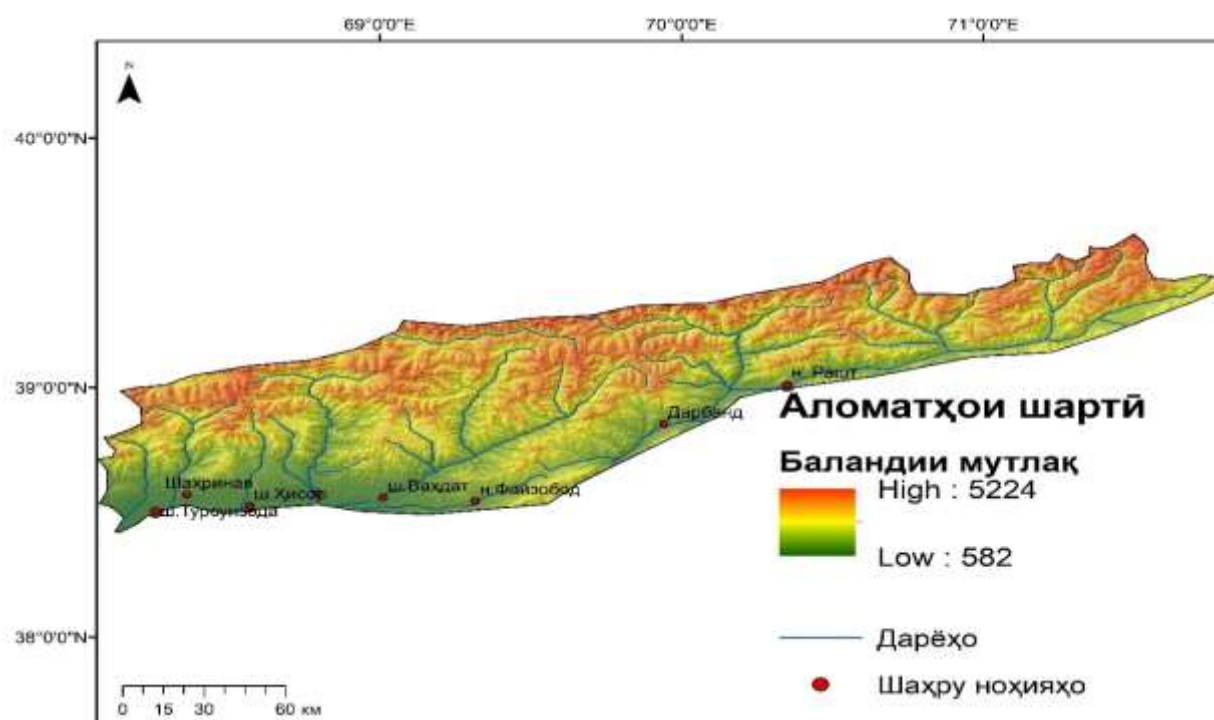 69°0'0"E 70°0'0"E 71°0'0"E
N
40°0'0"N
39°0'0"N
н. Рашт
Аломатҳои шартӣ
Дарбанд
Баландии мутлақ
High : 5224
Шаҳринав
ш.Ҳисор
ш.Ваҳдат
н.Файзобод
ш.Турсунзода
Low : 582
38°0'0"N
Дарёҳо
Шаҳру ноҳияҳо
0 15 30 60 км